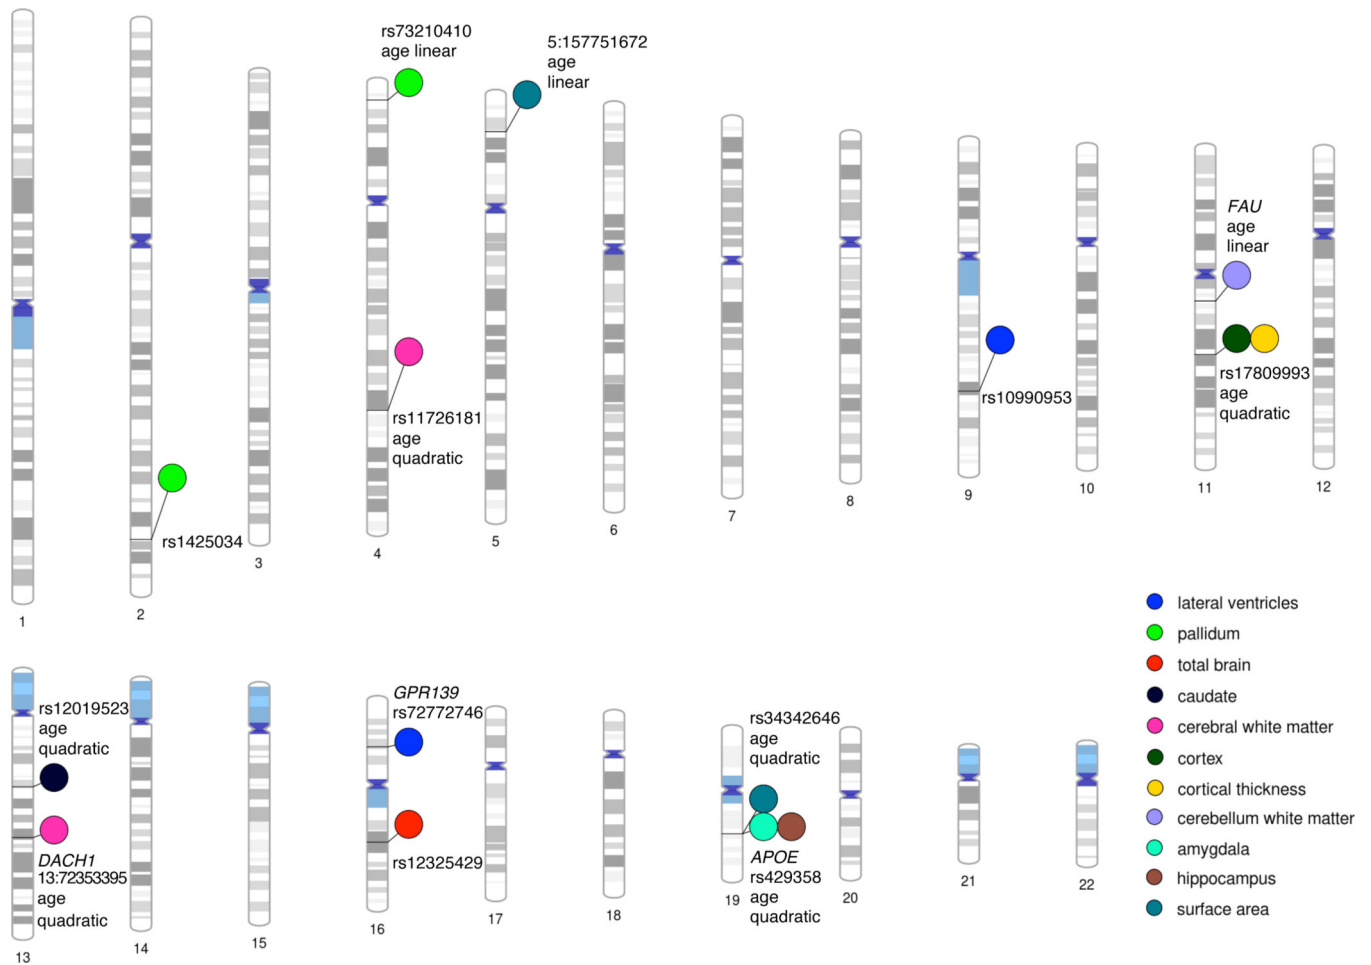 rs73210410
age linear
5:157751672
age
linear
FAU
age
linear
rs17809993
age
quadratic
rs11726181
age
quadratic
rs10990953
rs1425034
1
2
3
4
5
6
7
8
9
10
11
12
lateral ventricles
pallidum
total brain
caudate
cerebral white matter
cortex
cortical thickness
cerebellum white matter
amygdala
hippocampus
surface area
rs12019523
age
quadratic
DACH1
13:72353395
age
quadratic
GPR139
rs72772746
rs12325429
rs34342646
age
quadratic
APOE
rs429358
age
quadratic
13
14
15
16
17
18
19
20
21
22